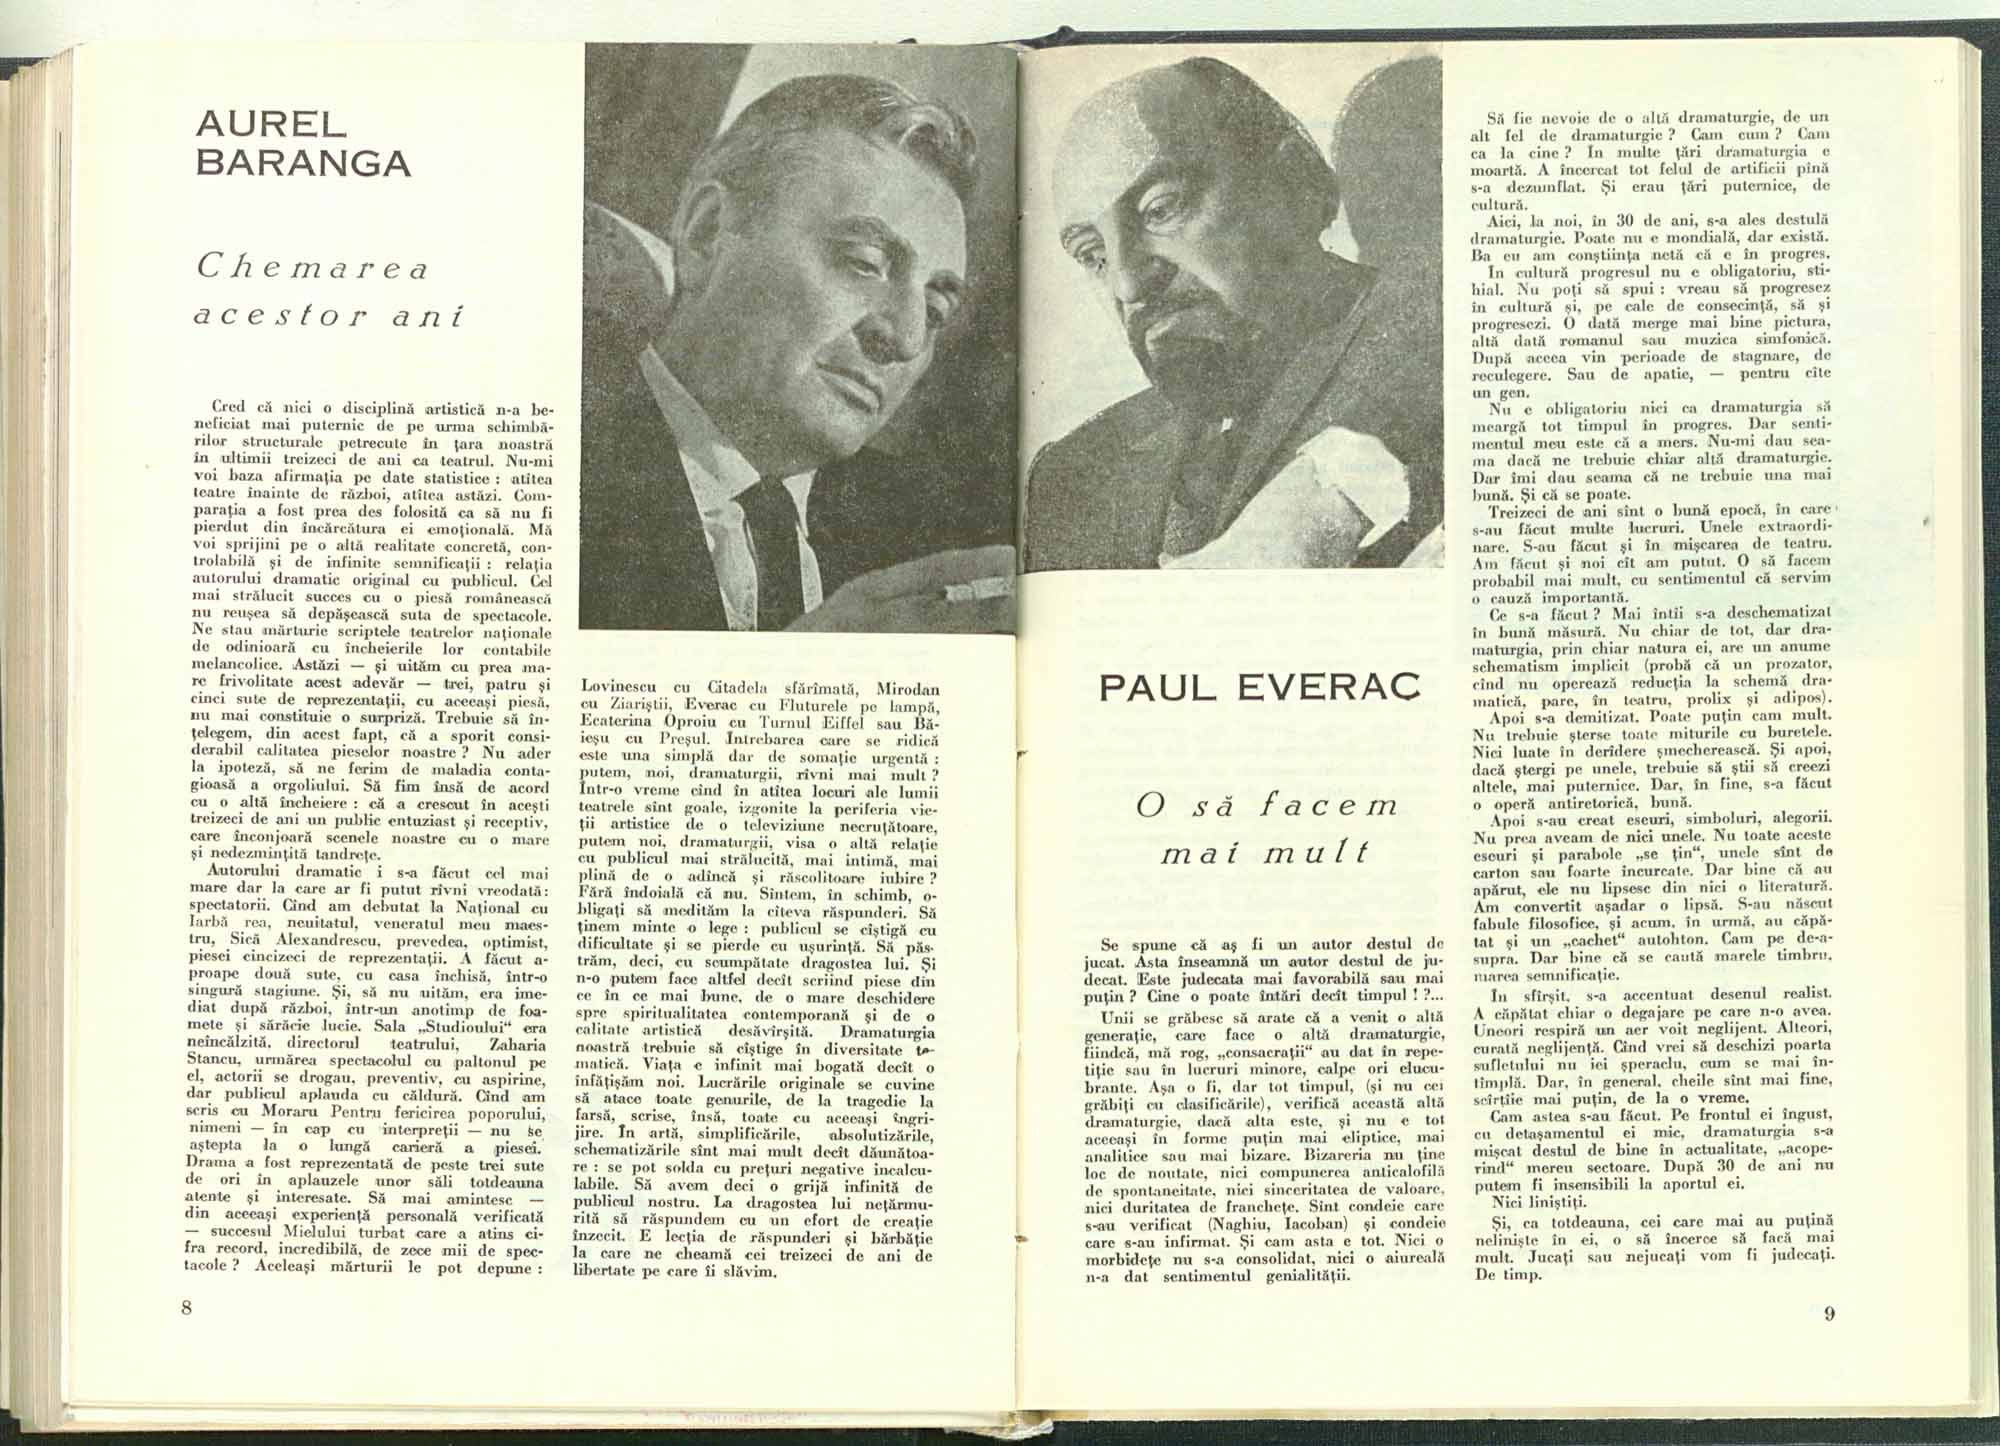 AUREL
BARANGA
Chemarea
acestor ani
Cred că nici o disciplină artistică n-a be-
neficiat mai puternic de pe urma schimbă-
rilor structurale petrecute în țara noastră
în ultimii treizeci de ani ca teatrul. Nu-mi
voi baza afirmația pe date statistice : atîtea
teatre înainte de război, atîtea astăzi. Com-
parația a fost prea des folosită ca să nu fi
pierdut din încărcătura ei emoțională. Mă
voi sprijini pe o altă realitate concretă, con-
trolabilă și de infinite semnificații : relația
autorului dramatic original cu publicul. Cel
mai strălucit succes cu o piesă românească
nu reușea să depășească suta de spectacole.
Ne stau mărturie scriptele teatrelor naționale
de odinioară cu încheierile lor contabile
melancolice. Astăzi — și uităm cu prea ma-
re frivolitate acest adevăr — trei, patru și
cinci sute de reprezentații, cu aceeași piesă,
nu mai constituie o surpriză. Trebuie să în-
țelegem, din acest fapt, că a sporit consi-
derabil calitatea pieselor noastre ? Nu ader
la ipoteză, să ne ferim de maladia conta-
gioasă a orgoliului. Să fim însă de acord
cu o altă încheiere : că a crescut în acești
treizeci de ani un public entuziast și receptiv,
care înconjoară scenele noastre cu o mare
și nedezmințită tandrețe.
Autorului dramatic i s-a făcut cel mai
mare dar la care ar fi putut rîvni vreodată:
spectatorii. Cînd am debutat la Național cu
Iarbă rea, neuitatul, veneratul meu maes-
tru, Sică Alexandrescu, prevedea, optimist,
piesei cincizeci de reprezentații. A făcut a-
proape două sute, cu casa închisă, într-o
singură stagiune. Și, să nu uităm, era ime-
diat după război, într-un anotimp de foa-
mete și sărăcie lucie. Sala „Studioului“ era
neîncălzită, directorul teatrului, Zaharia
Stancu, urmărea spectacolul cu paltonul pe
el, actorii se drogau, preventiv, cu aspirine,
dar publicul aplauda cu căldură. Cînd am
scris cu Moraru Pentru fericirea poporului,
nimeni — în cap cu interpreții — nu se
aștepta la o lungă carieră a piesei.
Drama a fost reprezentată de peste trei sute
de ori în aplauzele unor săli totdeauna
atente și interesate. Să mai amintesc —
din aceeași experiență personală verificată
— succesul Mielului turbat care a atins ci-
fra record, incredibilă, de zece mii de spec-
tacole ? Aceleași mărturii le pot depune :
Lovinescu cu Citadela sfărîmată, Mirodan
cu Ziariștii, Everac cu Fluturele pe lampă,
Ecaterina Oproiu cu Turnul Eiffel sau Bă-
ieșu cu Preșul. Intrebarea care se ridică
este una simplă dar de somație urgentă :
putem, noi, dramaturgii, rîvni mai mult ?
Într-o vreme cînd în atîtea locuri ale lumii
teatrele sînt goale, izgonite la periferia vie-
ții artistice de o televiziune necruțătoare,
putem noi, dramaturgii, visa o altă relație
cu publicul mai strălucită, mai intimă, mai
plină de o adîncă și răscolitoare iubire ?
Fără îndoială că nu. Sîntem, în schimb, o-
bligați să medităm la cîteva răspunderi. Să
ținem minte o lege : publicul se cîștigă cu
dificultate și se pierde cu ușurință. Să păs-
trăm, deci, cu scumpătate dragostea lui. Și
n-o putem face altfel decît scriind piese din
ce în ce mai bune, de o mare deschidere
spre spiritualitatea contemporană și de o
calitate artistică desăvîrșită. Dramaturgia
noastră trebuie să cîștige în diversitate te-
matică. Viața e infinit mai bogată decît o
înfățișăm noi. Lucrările originale se cuvine
să atace toate genurile, de la tragedie la
farsă, scrise, însă, toate cu aceeași îngri-
jire. În artă, simplificările, absolutizările,
schematizările sînt mai mult decît dăunătoa-
re : se pot solda cu prețuri negative incalcu-
labile. Să avem deci o grijă infinită de
publicul nostru. La dragostea lui nețărmu-
rită să răspundem cu un efort de creație
înzecit. E lecția de răspunderi și bărbăție
la care ne cheamă cei treizeci de ani de
libertate pe care îi slăvim.
8
PAUL EVERAC
O să facem
mai mult
Se spune că aș fi un autor destul de
jucat. Asta înseamnă un autor destul de ju-
decat. Este judecata mai favorabilă sau mai
puțin ? Cine o poate întări decît timpul ! ?...
Unii se grăbesc să arate că a venit o altă
generație, care face o altă dramaturgie,
fiindcă, mă rog, „consacrații“ au dat în repe-
tiție sau în lucruri minore, calpe ori elucu-
brante. Așa o fi, dar tot timpul, (și nu cei
grăbiți cu clasificările), verifică această altă
dramaturgie, dacă alta este, și nu e tot
aceeași în forme puțin mai eliptice, mai
analitice sau mai bizare. Bizareria nu ține
loc de noutate, nici compunerea anticalofilă
de spontaneitate, nici sinceritatea de valoare,
nici duritatea de franchețe. Sînt condeie care
s-au verificat (Naghiu, Iacoban) și condeie
care s-au infirmat. Și cam asta e tot. Nici o
morbidețe nu s-a consolidat, nici o aiureală
n-a dat sentimentul genialității.
Să fie nevoie de o altă dramaturgie, de un
alt fel de dramaturgie ? Cam cum ? Cam
ca la cine ? In multe țări dramaturgia e
moartă. A încercat tot felul de artificii pînă
s-a dezumflat. Și erau țări puternice, de
cultură.
Aici, la noi, în 30 de ani, s-a ales destulă
dramaturgie. Poate nu e mondială, dar există.
Ba eu am conștiința netă că e în progres.
In cultură progresul nu e obligatoriu, sti-
hial. Nu poți să spui : vreau să progresez
în cultură și, pe cale de consecință, să și
progresezi. O dată merge mai bine pictura,
altă dată romanul sau muzica simfonică.
După aceea vin perioade de stagnare, de
reculegere. Sau de apatie, — pentru cîte
un gen.
Nu e obligatoriu nici ca dramaturgia să
meargă tot timpul în progres. Dar senti-
mentul meu este că a mers. Nu-mi dau sea-
ma dacă ne trebuie chiar altă dramaturgie.
Dar îmi dau seama că ne trebuie una mai
bună. Și că se poate.
Treizeci de ani sînt o bună epocă, în care
s-au făcut multe lucruri. Unele extraordi-
nare. S-au făcut și în mișcarea de teatru.
Am făcut și noi cît am putut. O să facem
probabil mai mult, cu sentimentul că servim
o cauză importantă.
Ce s-a făcut ? Mai întîi s-a deschematizat
în bună măsură. Nu chiar de tot, dar dra-
maturgia, prin chiar natura ei, are un anume
schematism implicit (probă că un prozator,
cînd nu operează reducția la schemă dra-
matică, pare, în teatru, prolix și adipos).
Apoi s-a demitizat. Poate puțin cam mult.
Nu trebuie șterse toate miturile cu buretele.
Nici luate în derîdere șmecherească. Și apoi,
dacă ștergi pe unele, trebuie să știi să creezi
altele, mai puternice. Dar, în fine, s-a făcut
o operă antiretorică, bună.
Apoi s-au creat eseuri, simboluri, alegorii.
Nu prea aveam de nici unele. Nu toate aceste
eseuri și parabole „se țin“, unele sînt de
carton sau foarte încurcate. Dar bine că au
apărut, ele nu lipsesc din nici o literatură.
Am convertit așadar o lipsă. S-au născut
fabule filosofice, și acum, în urmă, au căpă-
tat și un „cachet“ autohton. Cam pe de-a-
supra. Dar bine că se caută marele timbru,
marea semnificație.
În sfîrșit, s-a accentuat desenul realist.
A căpătat chiar o degajare pe care n-o avea.
Uneori respiră un aer voit neglijent. Alteori,
curată neglijență. Cînd vrei să deschizi poarta
sufletului nu iei șperaclu, cum se mai în-
tîmplă. Dar, în general, cheile sînt mai fine,
scîrțîie mai puțin, de la o vreme.
Cam astea s-au făcut. Pe frontul ei îngust,
cu detașamentul ei mic, dramaturgia s-a
mișcat destul de bine în actualitate, „acope-
rind“ mereu sectoare. După 30 de ani nu
putem fi insensibili la aportul ei.
Nici liniștiți.
Și, ca totdeauna, cei care mai au puțină
neliniște în ei, o să încerce să facă mai
mult. Jucați sau nejucați vom fi judecați.
De timp.
9